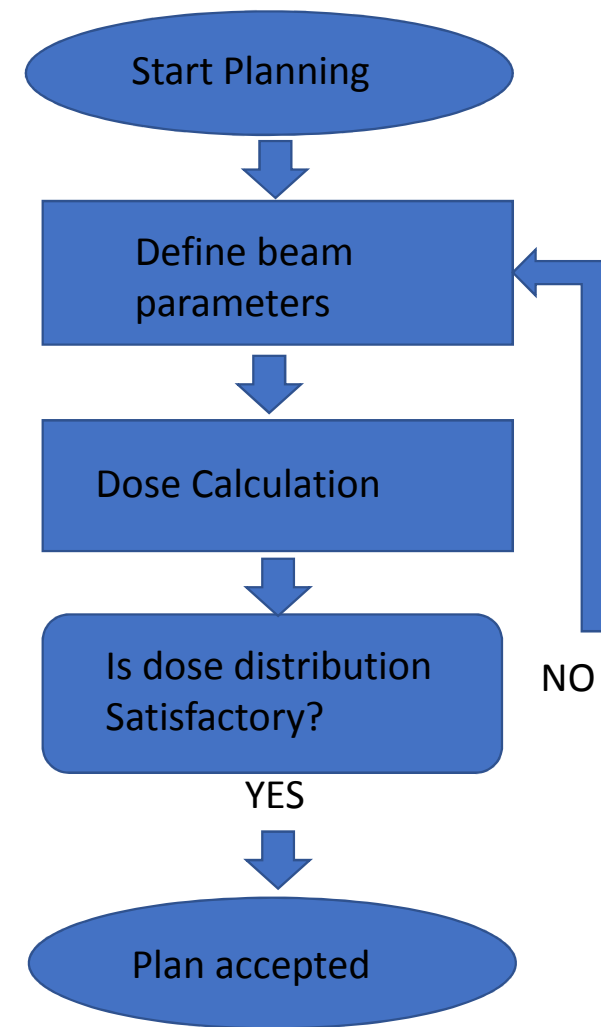 Start Planning
Define beam
parameters
Dose Calculation
Is dose distribution
Satisfactory?
NO
YES
Plan accepted